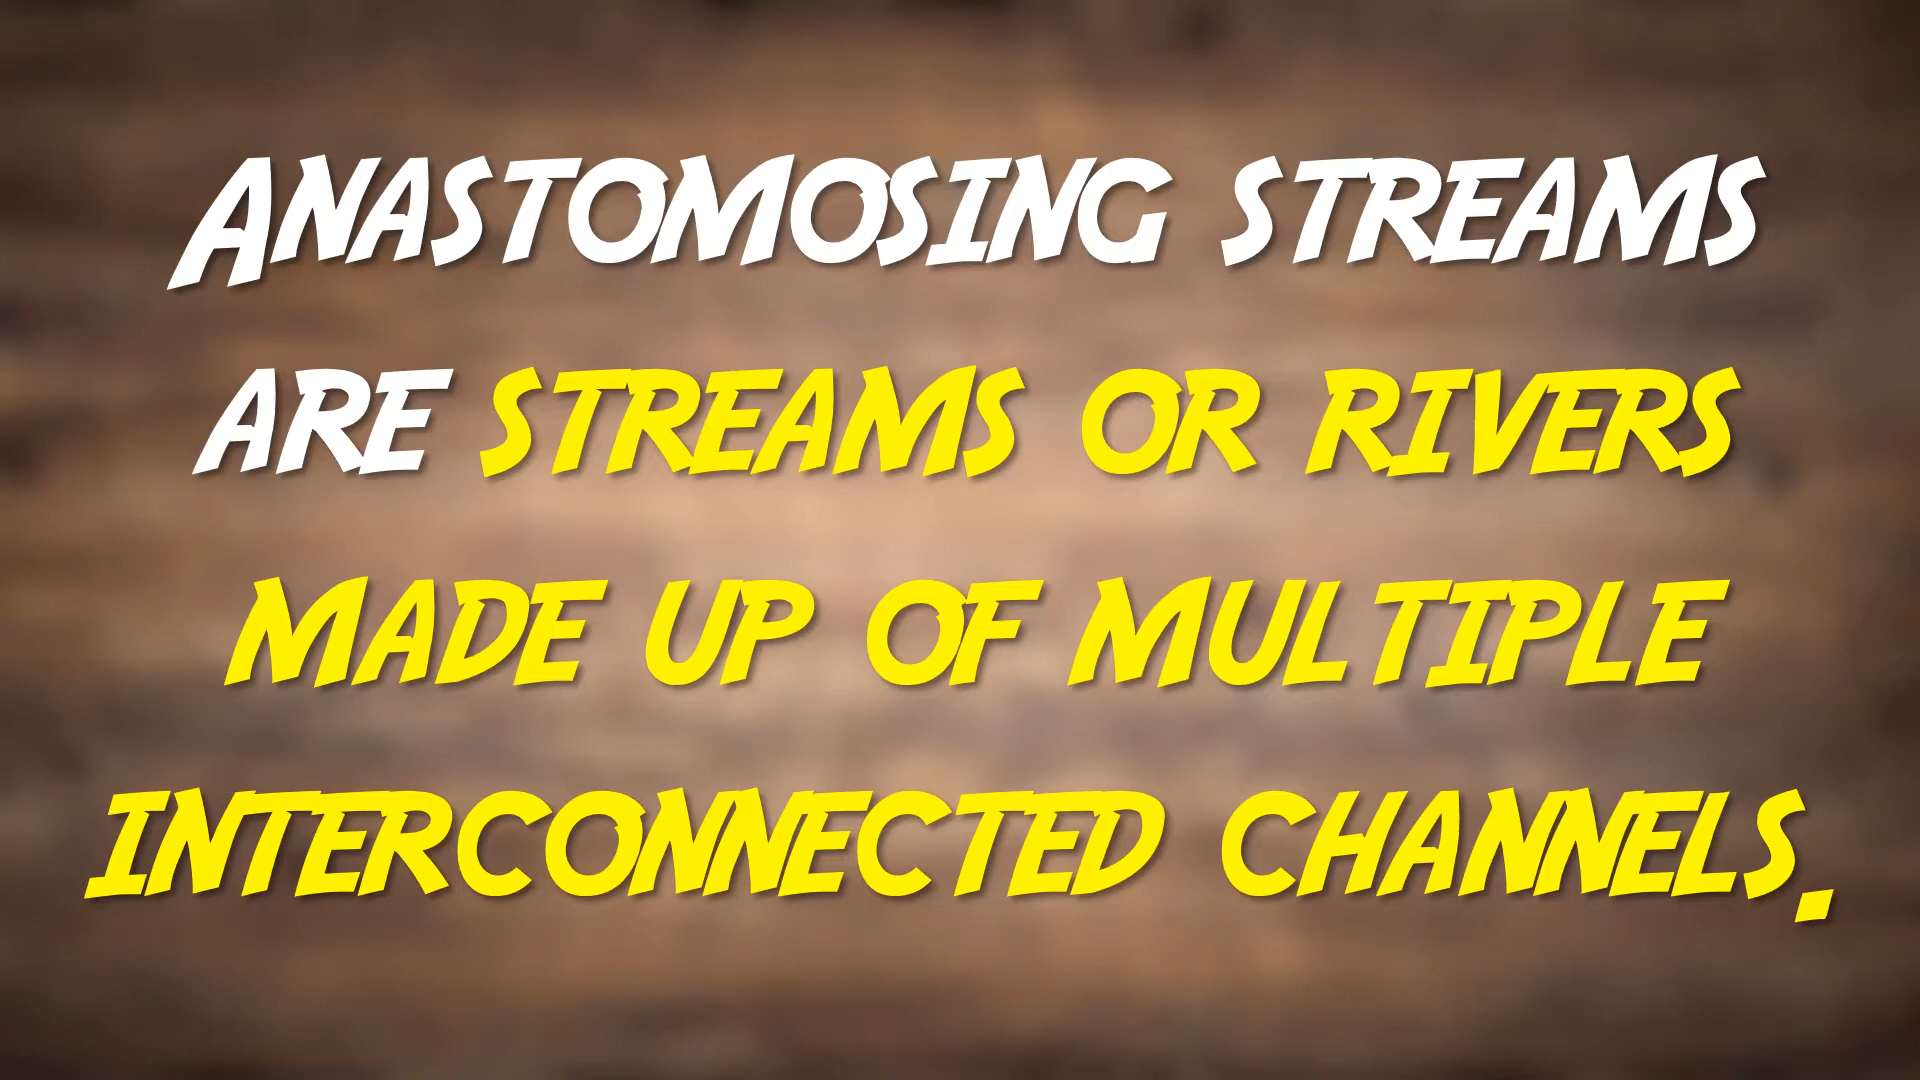 Anastomosing streams
are streams or rivers
made up of multiple
interconnected channels.